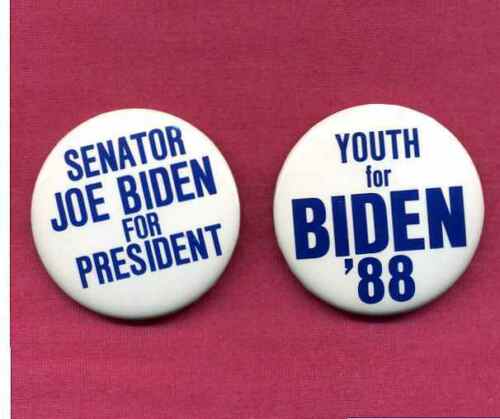 SENATOR
JOE BIDEN
FOR
PRESIDENT
YOUTH
for
BIDEN
'88